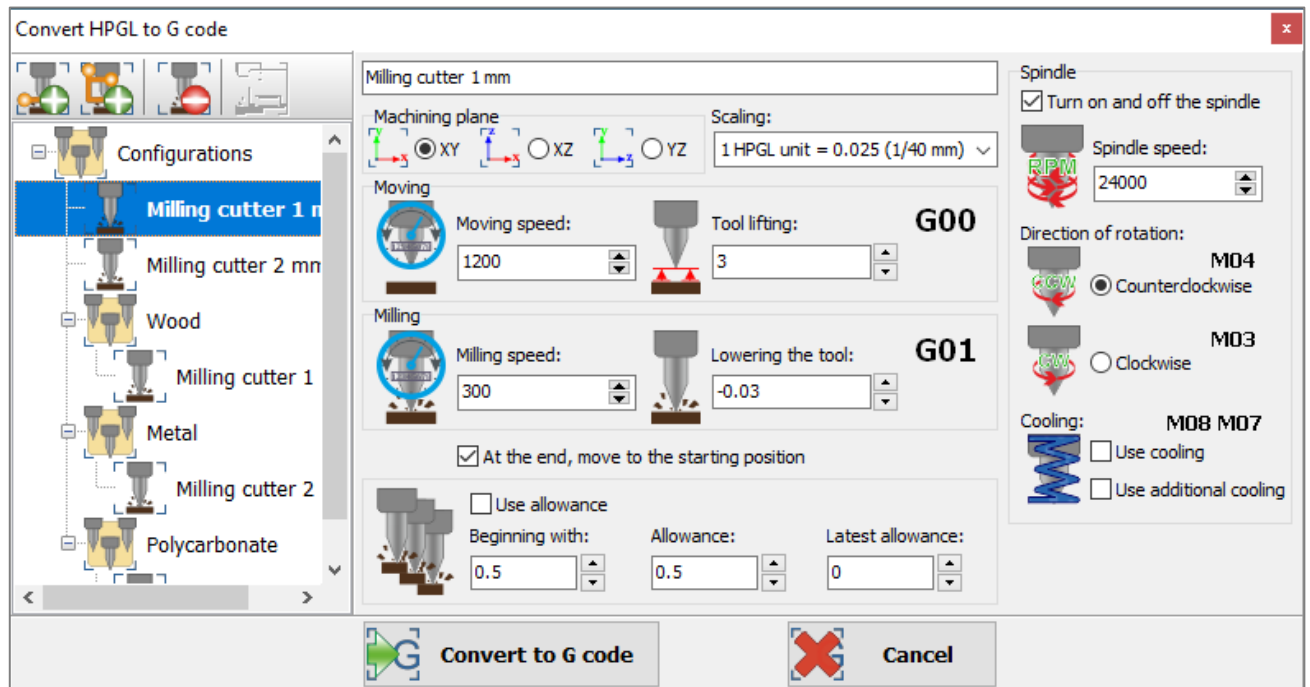 Convert HPGL to G code
x
Configurations
Milling cutter 1 m
Milling cutter 2 mm
Wood
Milling cutter 1
Metal
Milling cutter 2
Polycarbonate
Milling cutter 1 mm
Machining plane
XY
XZ
YZ
Scaling:
1 HPGL unit = 0.025 (1/40 mm)
Moving
Moving speed:
1200
Tool lifting:
3
G00
Milling
Milling speed:
300
Lowering the tool:
-0.03
G01
At the end, move to the starting position
Use allowance
Beginning with:
0.5
Allowance:
0.5
Latest allowance:
0
Spindle
Turn on and off the spindle
RPM
Spindle speed:
24000
Direction of rotation:
M04
CCW
Counterclockwise
M03
CW
Clockwise
Cooling:
M08 M07
Use cooling
Use additional cooling
G
Convert to G code
G
Cancel